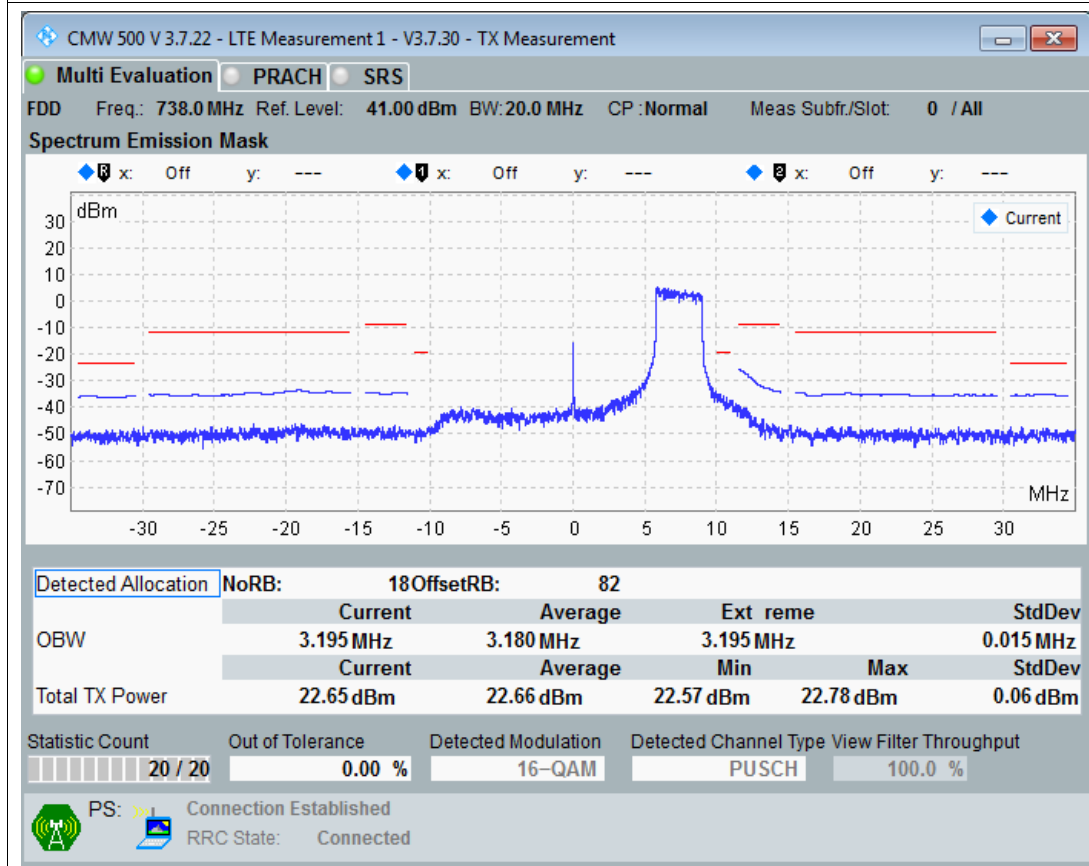 CMW 500 V 3.7.22 - LTE Measurement 1 - V3.7.30 - TX Measurement
Multi Evaluation PRACH SRS
FDD Freq.: 738.0 MHz Ref. Level: 41.00 dBm BW: 20.0 MHz CP : Normal Meas Subfr./Slot: 0 / All
Spectrum Emission Mask
R x: Off y: --- 1 x: Off y: --- 2 x: Off y: ---
dBm
Current
30
20
10
0
-10
-20
-30
-40
-50
-60
-70
MHz
-30 -25 -20 -15 -10 -5 0 5 10 15 20 25 30
Detected Allocation NoRB: 18 OffsetRB: 82
Current Average Ext reme StdDev
OBW 3.195 MHz 3.180 MHz 3.195 MHz 0.015 MHz
Current Average Min Max StdDev
Total TX Power 22.65 dBm 22.66 dBm 22.57 dBm 22.78 dBm 0.06 dBm
Statistic Count Out of Tolerance Detected Modulation Detected Channel Type View Filter Throughput
20 / 20 0.00 % 16-QAM PUSCH 100.0 %
PS: Connection Established
RRC State: Connected